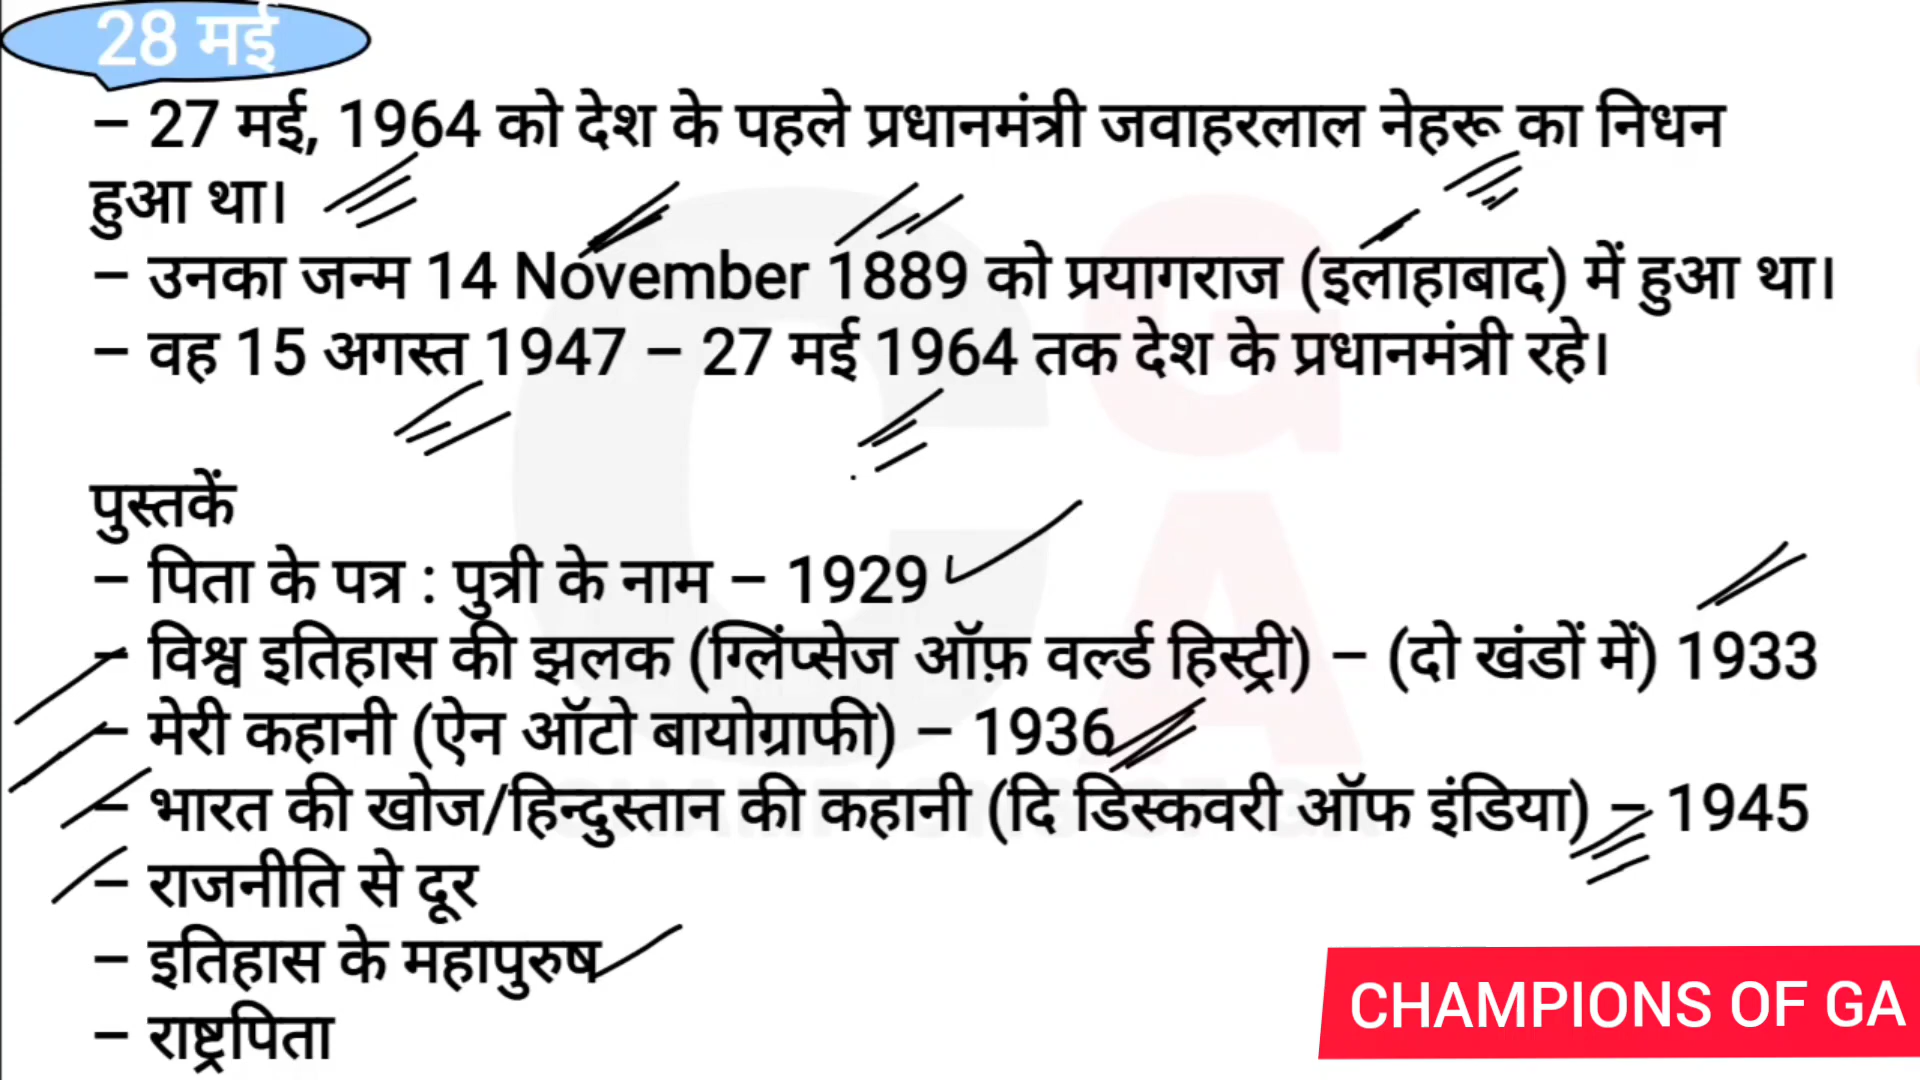 28 मई
– 27 मई, 1964 को देश के पहले प्रधानमंत्री जवाहरलाल नेहरू का निधन
हुआ था।
– उनका जन्म 14 November 1889 को प्रयागराज (इलाहाबाद) में हुआ था।
– वह 15 अगस्त 1947 – 27 मई 1964 तक देश के प्रधानमंत्री रहे।
पुस्तकें
– पिता के पत्र : पुत्री के नाम – 1929
– विश्व इतिहास की झलक (ग्लिंप्सेज ऑफ़ वर्ल्ड हिस्ट्री) – (दो खंडों में) 1933
– मेरी कहानी (ऐन ऑटो बायोग्राफी) – 1936
– भारत की खोज/हिन्दुस्तान की कहानी (दि डिस्कवरी ऑफ इंडिया) – 1945
– राजनीति से दूर
– इतिहास के महापुरुष
– राष्ट्रपिता
CHAMPIONS OF GA